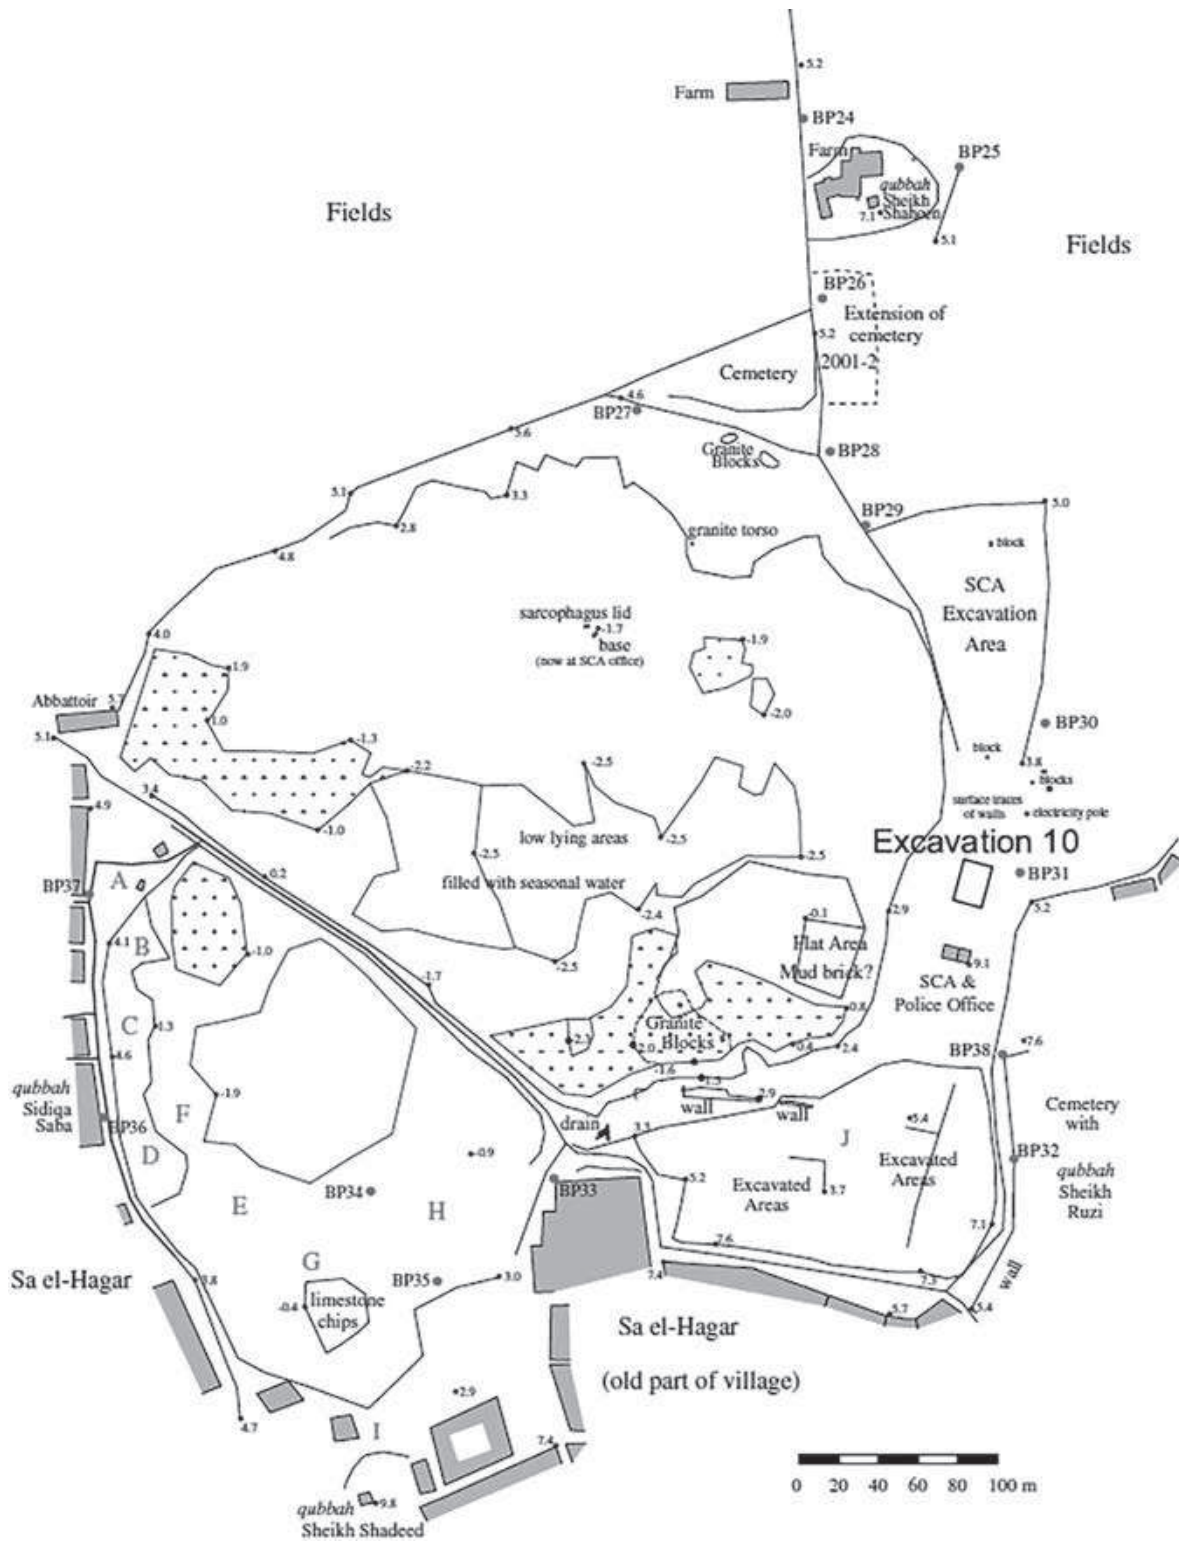 5.2
Farm
BP24
Farm
BP25
qubbah
Sheikh
Shaheen
7.1
5.1
Fields
Fields
BP26
Extension of
cemetery
5.2
2001-2
Cemetery
4.6
BP27
5.6
Granite
Blocks
BP28
5.1
3.3
2.8
BP29
5.0
granite torso
block
4.8
SCA
Excavation
Area
sarcophagus lid
-1.7
base
(now at SCA office)
-1.9
4.0
1.9
Abbattoir
5.7
1.0
-2.0
5.1
-1.3
BP30
-2.2
-2.5
block
3.8
blocks
3.4
surface traces
of walls
electricity pole
4.9
-1.0
low lying areas
-2.5
Excavation 10
-2.5
filled with seasonal water
-2.5
BP31
A
0.2
BP37
5.2
-2.4
-0.1
2.9
4.1
B
-1.0
Flat Area
Mud brick?
-2.5
9.1
SCA &
Police Office
-1.7
C
1.3
0.8
Granite
Blocks
2.0
-0.4
2.4
7.6
BP38
4.6
-1.6
1.5
qubbah
Sidiqa
Saba
-1.9
F
2.9
wall
wall
5.4
Cemetery
with
BP36
drain
3.3
J
D
-0.9
BP32
Excavated
Areas
qubbah
Sheikh
Ruzi
BP34
BP33
5.2
Excavated
Areas
3.7
E
H
7.1
7.6
G
Sa el-Hagar
3.8
BP35
3.0
7.4
7.3
wall
-0.4
limestone
chips
5.7
5.4
Sa el-Hagar
(old part of village)
2.9
4.7
I
7.4
qubbah
Sheikh Shadeed
9.8
0 20 40 60 80 100 m